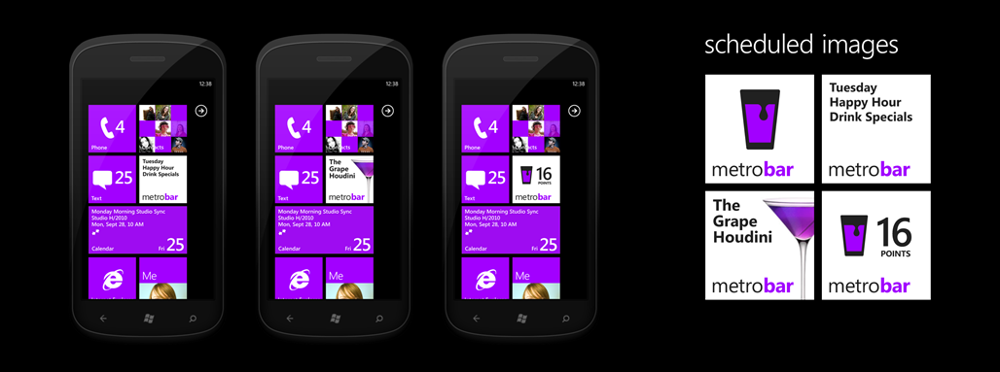 12:38
4
Phone
25
Text
Tuesday
Happy Hour
Drink Specials
metrobar
Monday Morning Studio Sync
Studio H/2010
Mon, Sept 28, 10 AM
Calendar
Fri 25
Me
12:38
4
Phone
25
Text
The
Grape
Houdini
metrobar
Monday Morning Studio Sync
Studio H/2010
Mon, Sept 28, 10 AM
Calendar
Fri 25
Me
12:38
4
Phone
25
Text
16
POINTS
metrobar
Monday Morning Studio Sync
Studio H/2010
Mon, Sept 28, 10 AM
Calendar
Fri 25
Me
scheduled images
metrobar
Tuesday
Happy Hour
Drink Specials
metrobar
The
Grape
Houdini
metrobar
16
POINTS
metrobar